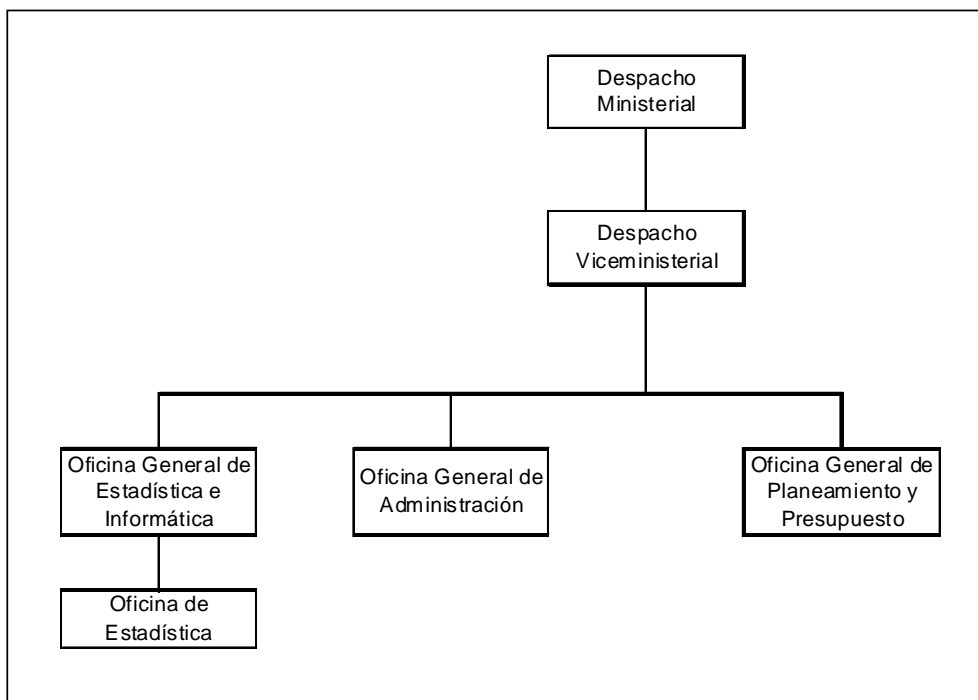 Despacho
Ministerial
Despacho
Viceministerial
Oficina General de
Estadística e
Informática
Oficina General de
Administración
Oficina General de
Planeamiento y
Presupuesto
Oficina de
Estadística